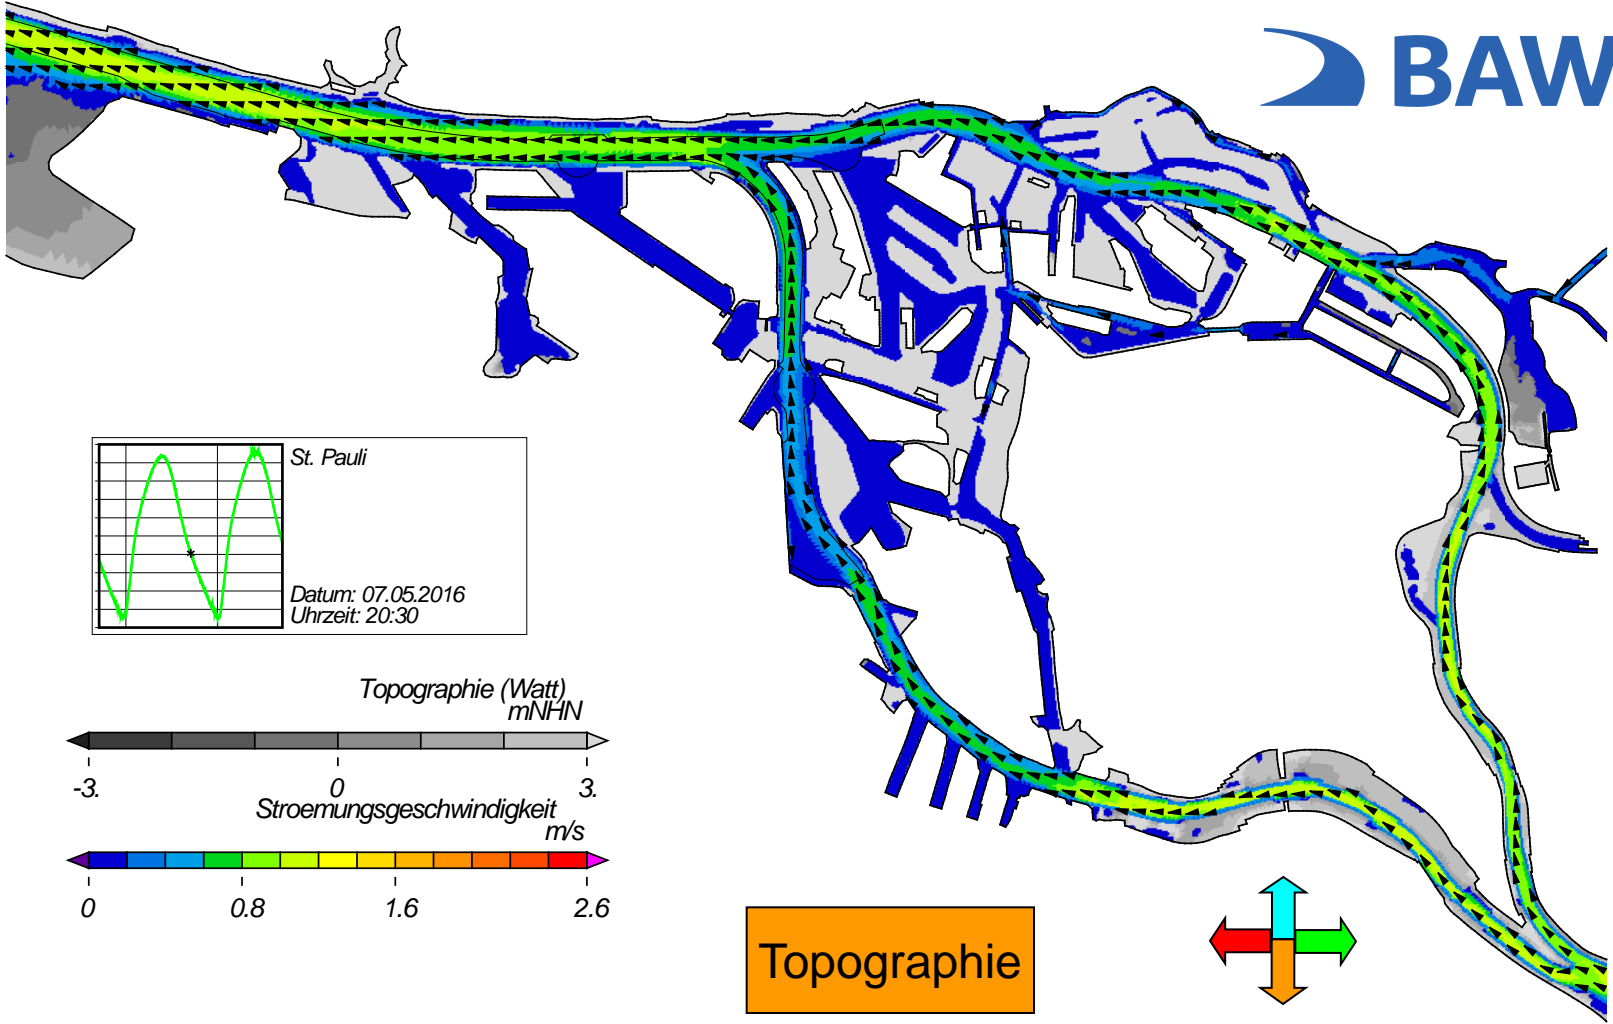 BAW
St. Pauli
Datum: 07.05.2016
Uhrzeit: 20:30
Topographie (Watt)
mNHN
-3. 0 3.
Stroemungsgeschwindigkeit
m/s
0 0.8 1.6 2.6
Topographie